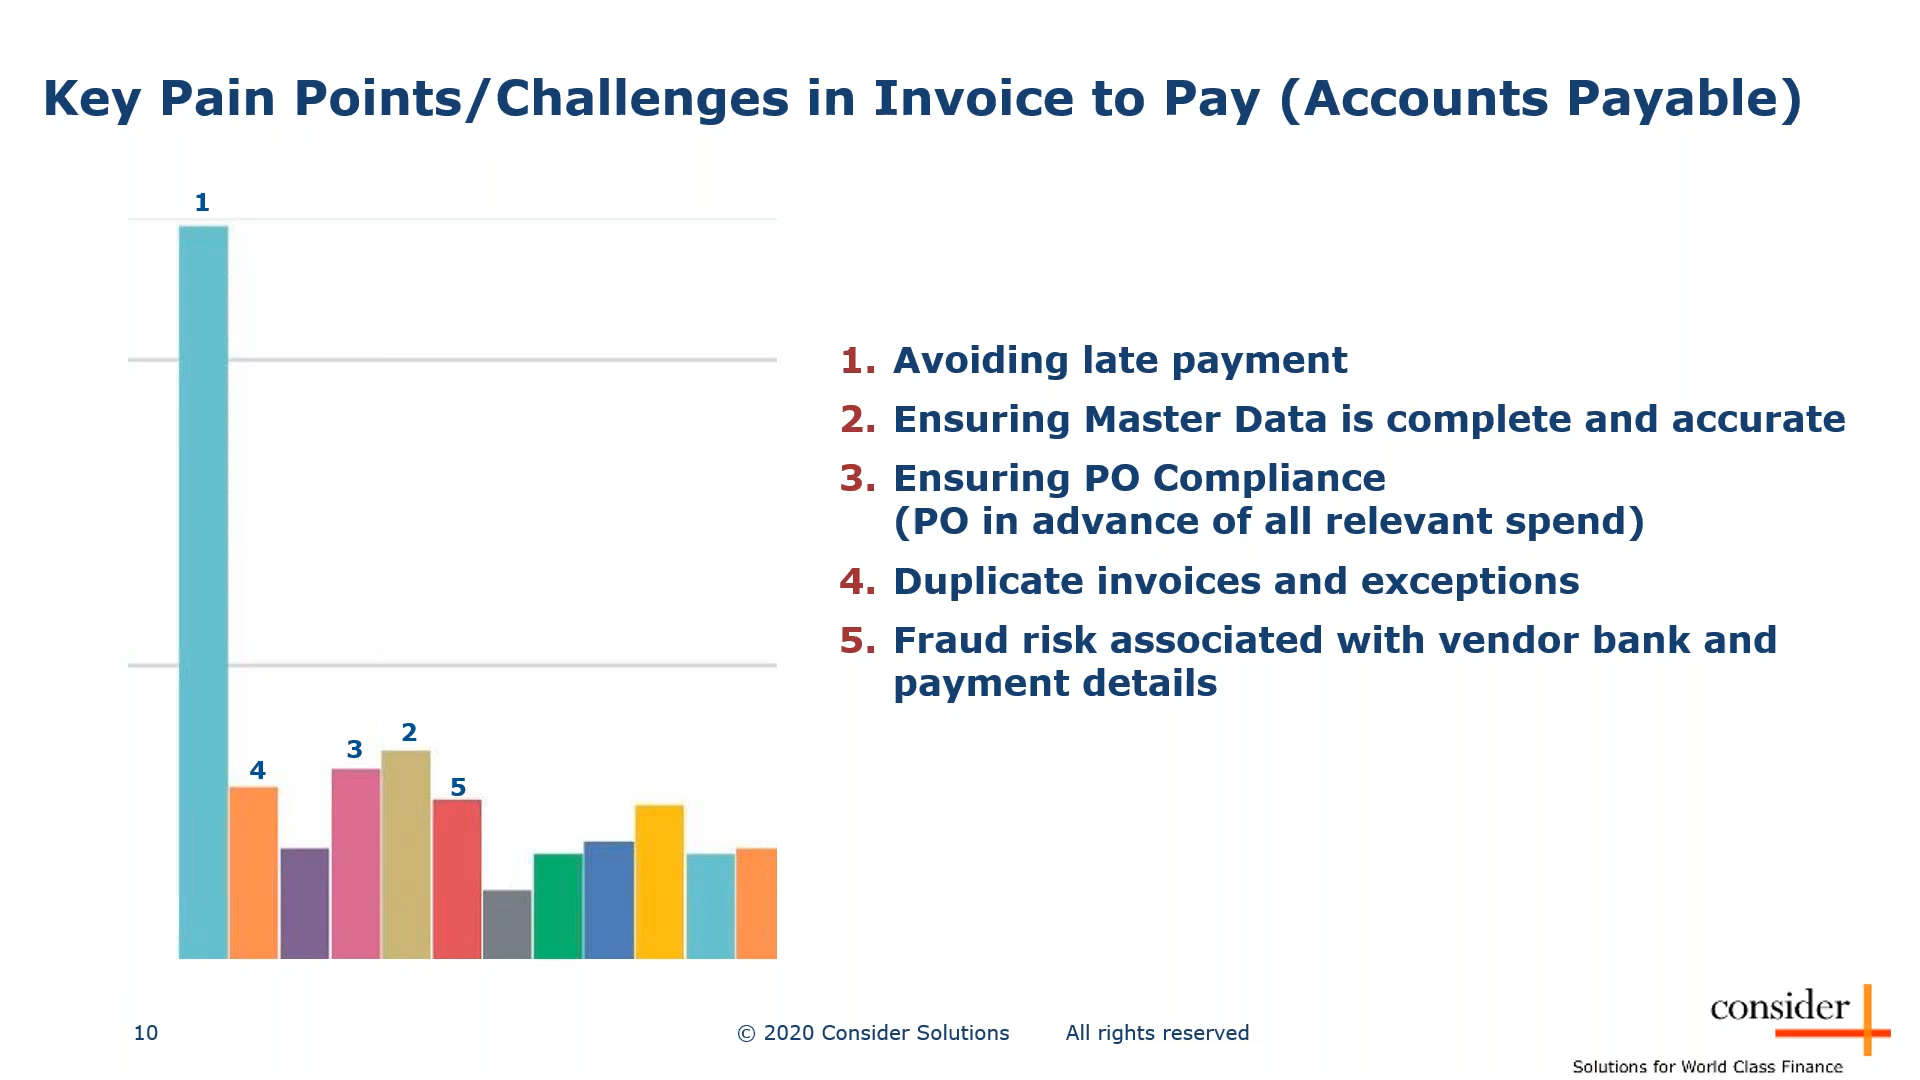 Key Pain Points/Challenges in Invoice to Pay (Accounts Payable)
1
4
3
2
5
1. Avoiding late payment
2. Ensuring Master Data is complete and accurate
3. Ensuring PO Compliance
(PO in advance of all relevant spend)
4. Duplicate invoices and exceptions
5. Fraud risk associated with vendor bank and
payment details
10
© 2020 Consider Solutions All rights reserved
consider
Solutions for World Class Finance